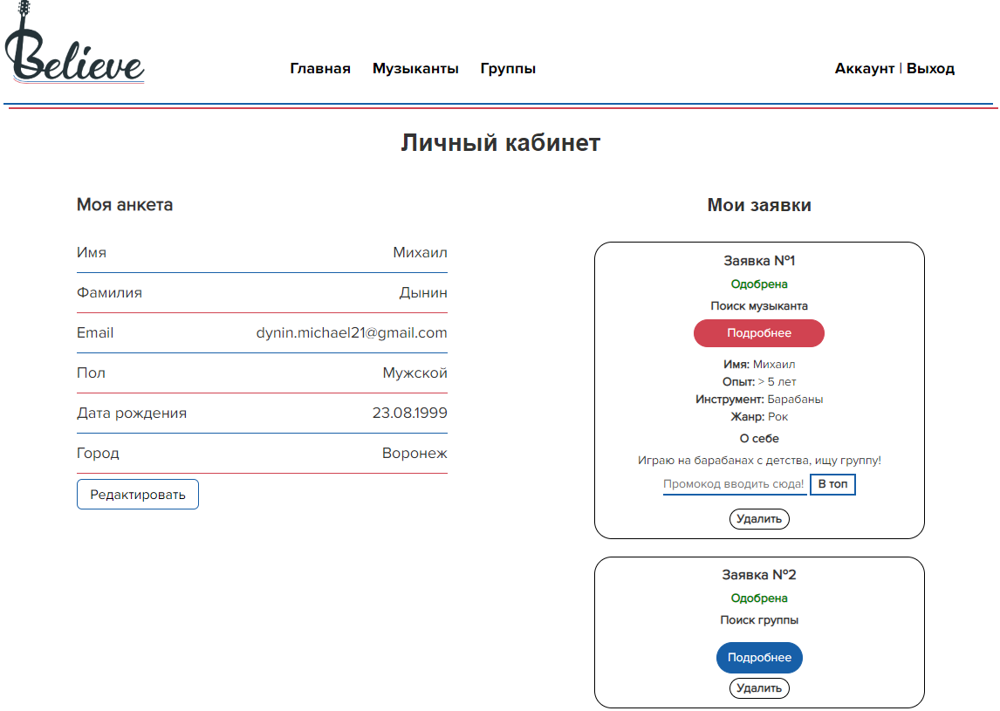 Believe
Главная Музыканты Группы
Аккаунт | Выход
Личный кабинет
Моя анкета
Имя Михаил
Фамилия Дынин
Email dynin.michael21@gmail.com
Пол Мужской
Дата рождения 23.08.1999
Город Воронеж
Редактировать
Мои заявки
Заявка №1
Одобрена
Поиск музыканта
Подробнее
Имя: Михаил
Опыт: > 5 лет
Инструмент: Барабаны
Жанр: Рок
О себе
Играю на барабанах с детства, ищу группу!
Промокод вводить сюда! В топ
Удалить
Заявка №2
Одобрена
Поиск группы
Подробнее
Удалить